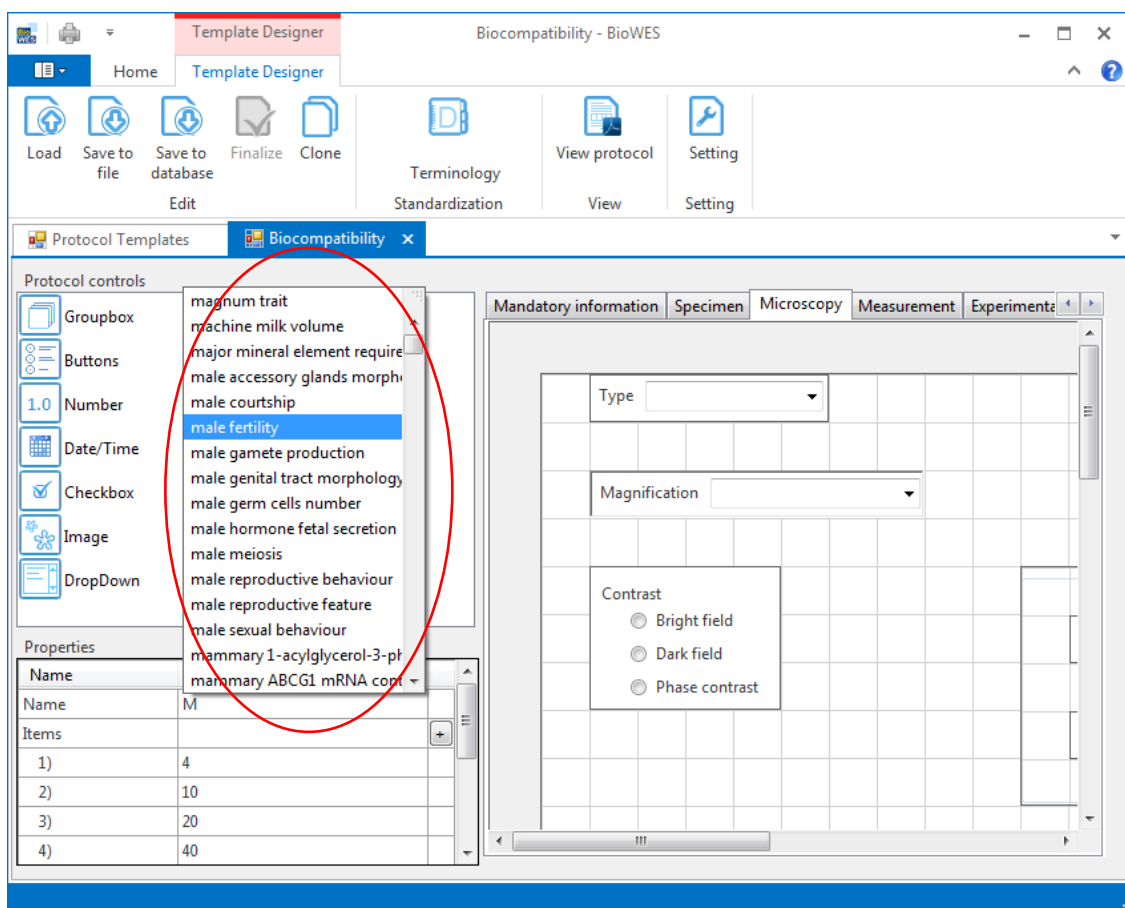 Bio
WES
Template Designer
Biocompatibility - BioWES
Home
Template Designer
Load
Save to
file
Save to
database
Finalize
Clone
Edit
Terminology
Standardization
View protocol
View
Setting
Setting
Protocol Templates
Biocompatibility
Protocol controls
Groupbox
Buttons
1.0 Number
Date/Time
Checkbox
Image
DropDown
magnum trait
machine milk volume
major mineral element require
male accessory glands morph
male courtship
male fertility
male gamete production
male genital tract morphology
male germ cells number
male hormone fetal secretion
male meiosis
male reproductive behaviour
male reproductive feature
male sexual behaviour
mammary 1-acylglycerol-3-ph
mammary ABCG1 mRNA cont
Properties
Name
Name M
Items +
1) 4
2) 10
3) 20
4) 40
Mandatory information Specimen Microscopy Measurement Experimenta
Type
Magnification
Contrast
Bright field
Dark field
Phase contrast